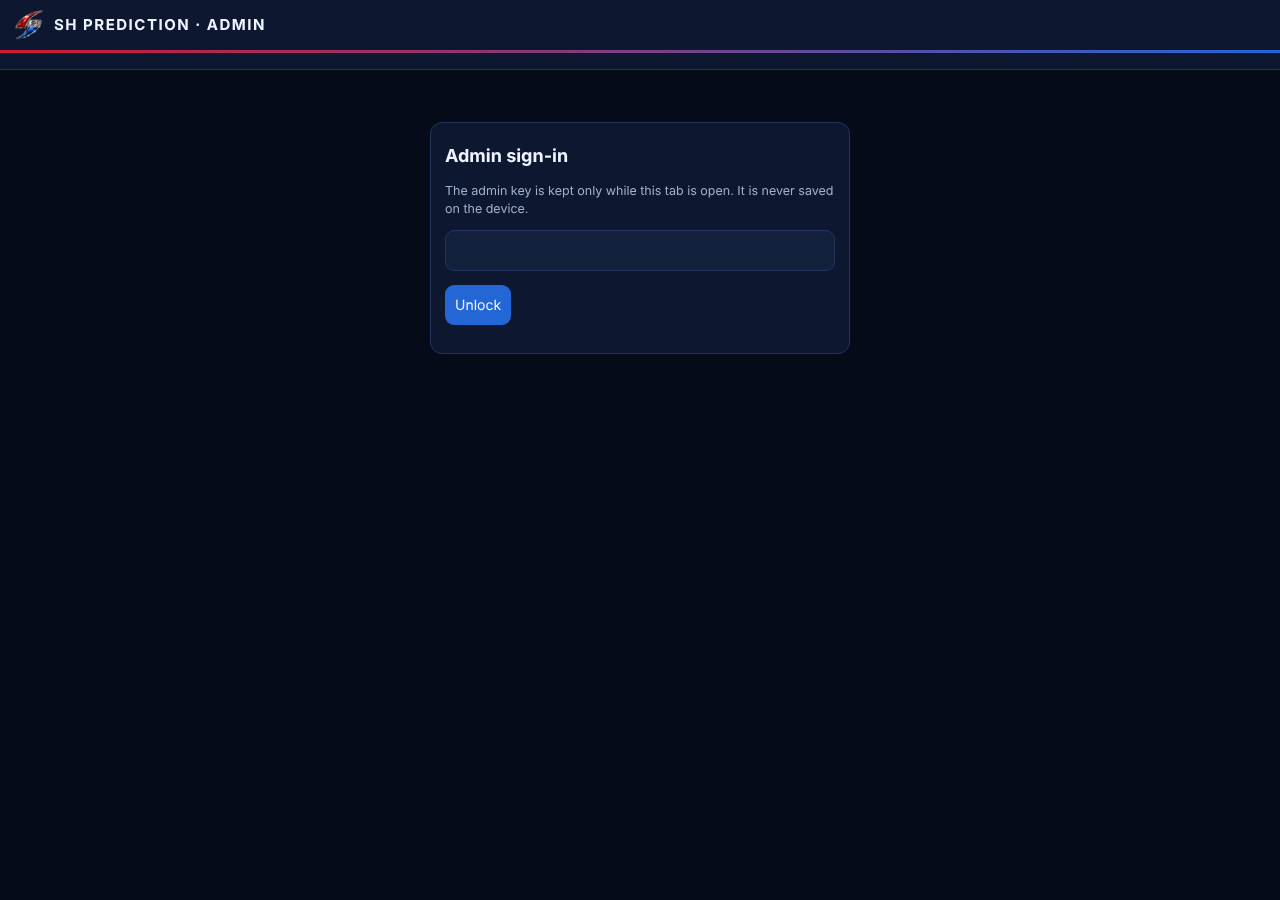 SH PREDICTION · ADMIN
Admin sign-in
The admin key is kept only while this tab is open. It is never saved
on the device.
Unlock